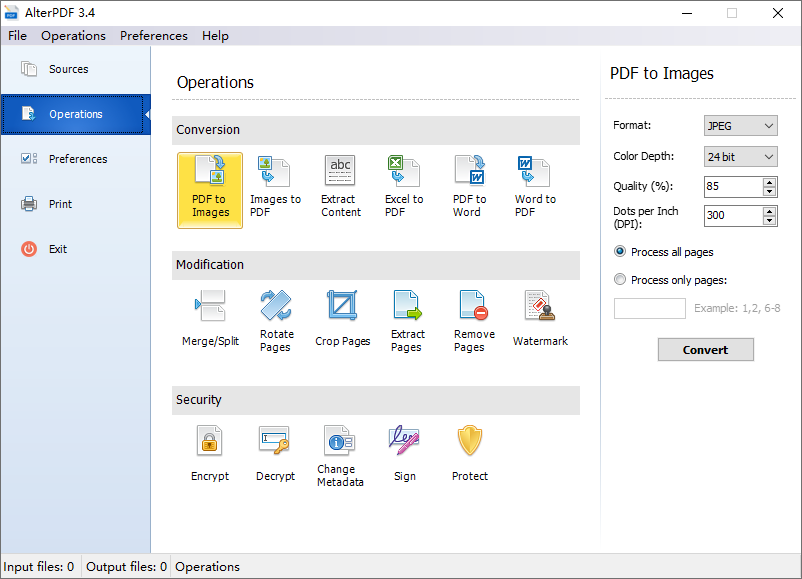 AlterPDF 3.4
File Operations Preferences Help
Sources
Operations
Preferences
Print
Exit
Operations
Conversion
PDF to
Images
Images to
PDF
abc
Extract
Content
Excel to
PDF
PDF to
Word
Word to
PDF
Modification
Merge/Split
Rotate
Pages
Crop Pages
Extract
Pages
Remove
Pages
Watermark
Security
Encrypt
Decrypt
Change
Metadata
Sign
Protect
PDF to Images
Format: JPEG
Color Depth: 24 bit
Quality (%): 85
Dots per Inch
(DPI): 300
Process all pages
Process only pages:
Example: 1,2, 6-8
Convert
Input files: 0 Output files: 0 Operations